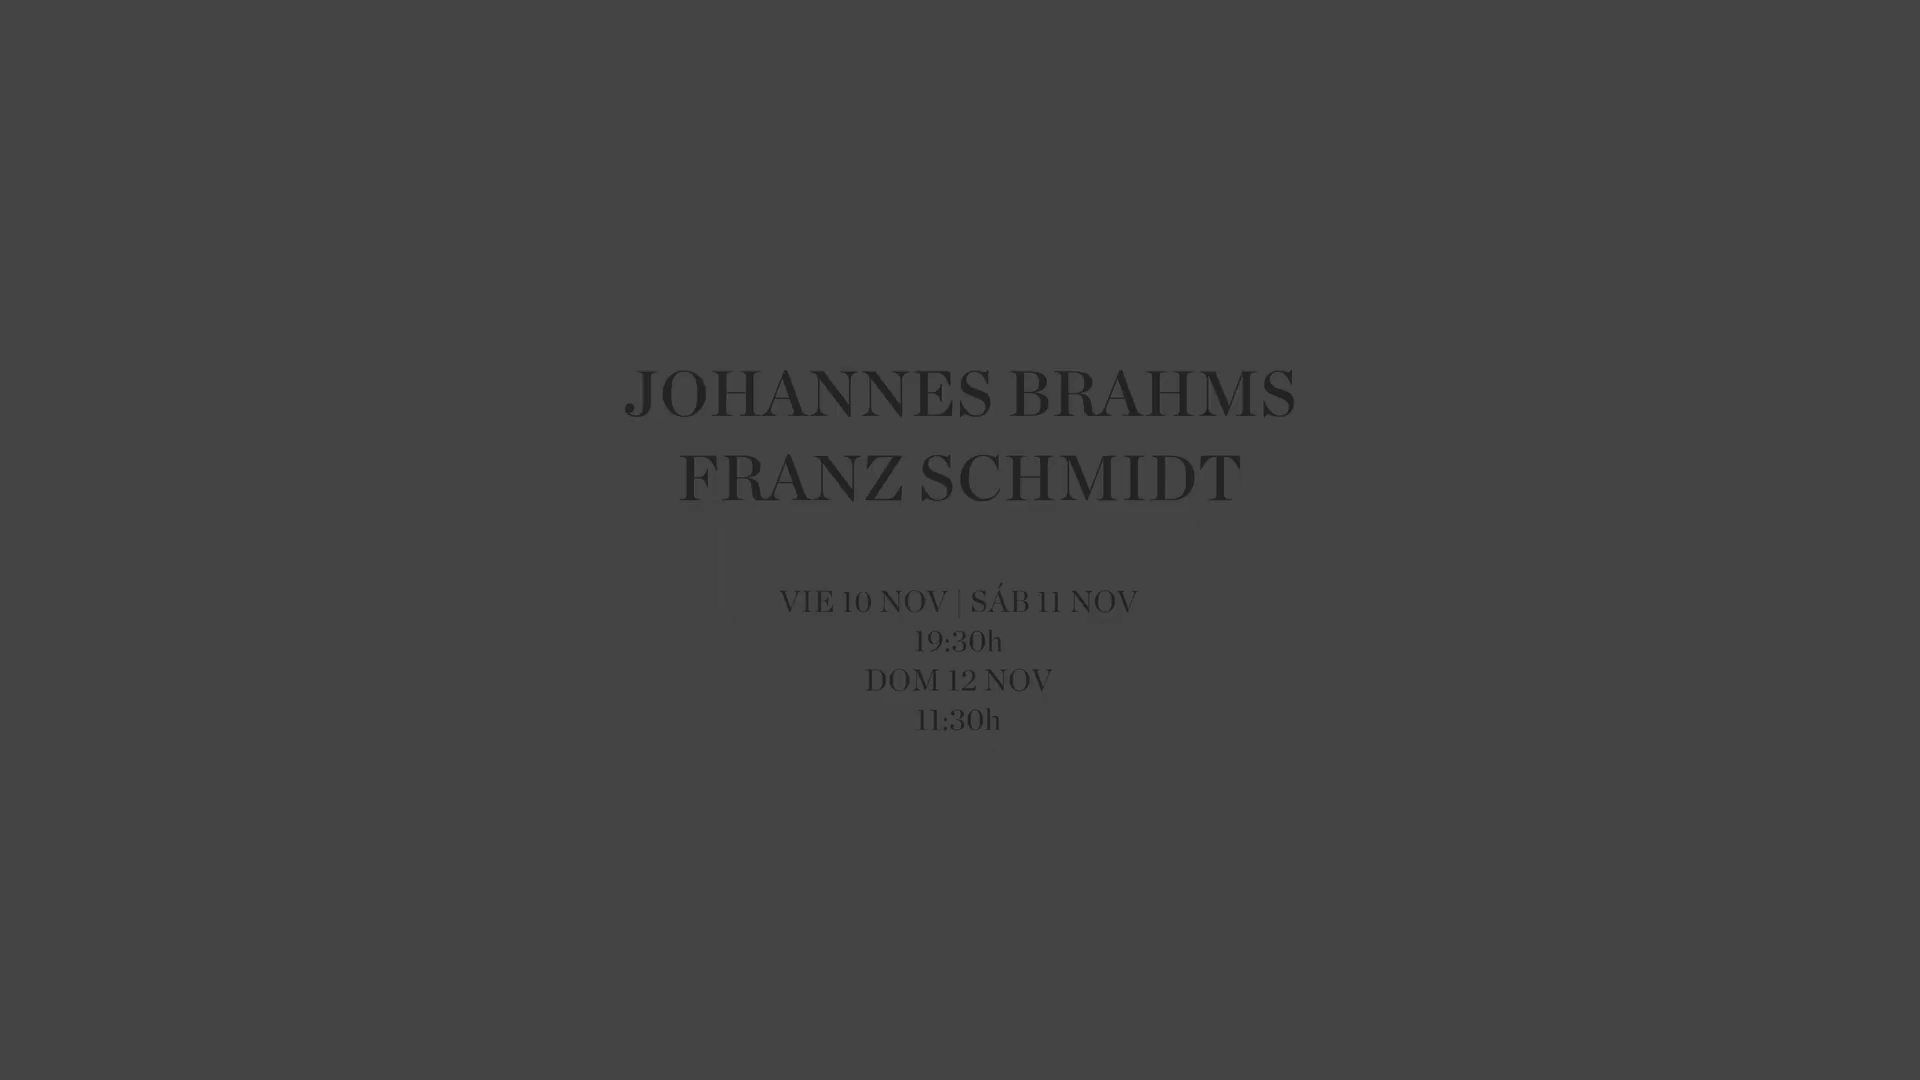 JOHANNES BRAHMS
FRANZ SCHMIDT
VIE 10 NOV | SÁB 11 NOV
19:30h
DOM 12 NOV
11:30h